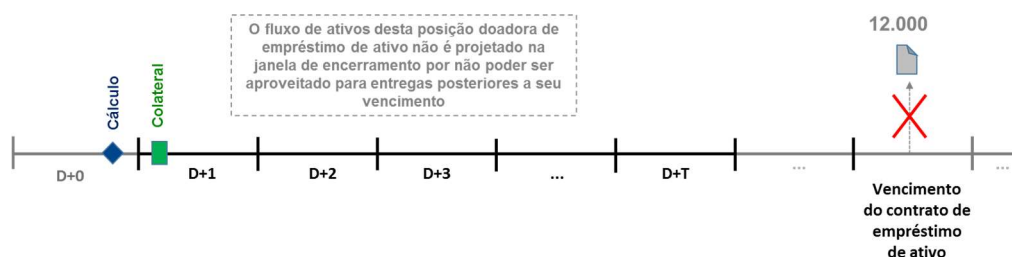 O fluxo de ativos desta posição doadora de
empréstimo de ativo não é projetado na
janela de encerramento por não poder ser
aproveitado para entregas posteriores a seu
vencimento
12.000
Cálculo
Colateral
D+0
D+1
D+2
D+3
...
D+T
...
...
Vencimento
do contrato de
empréstimo
de ativo